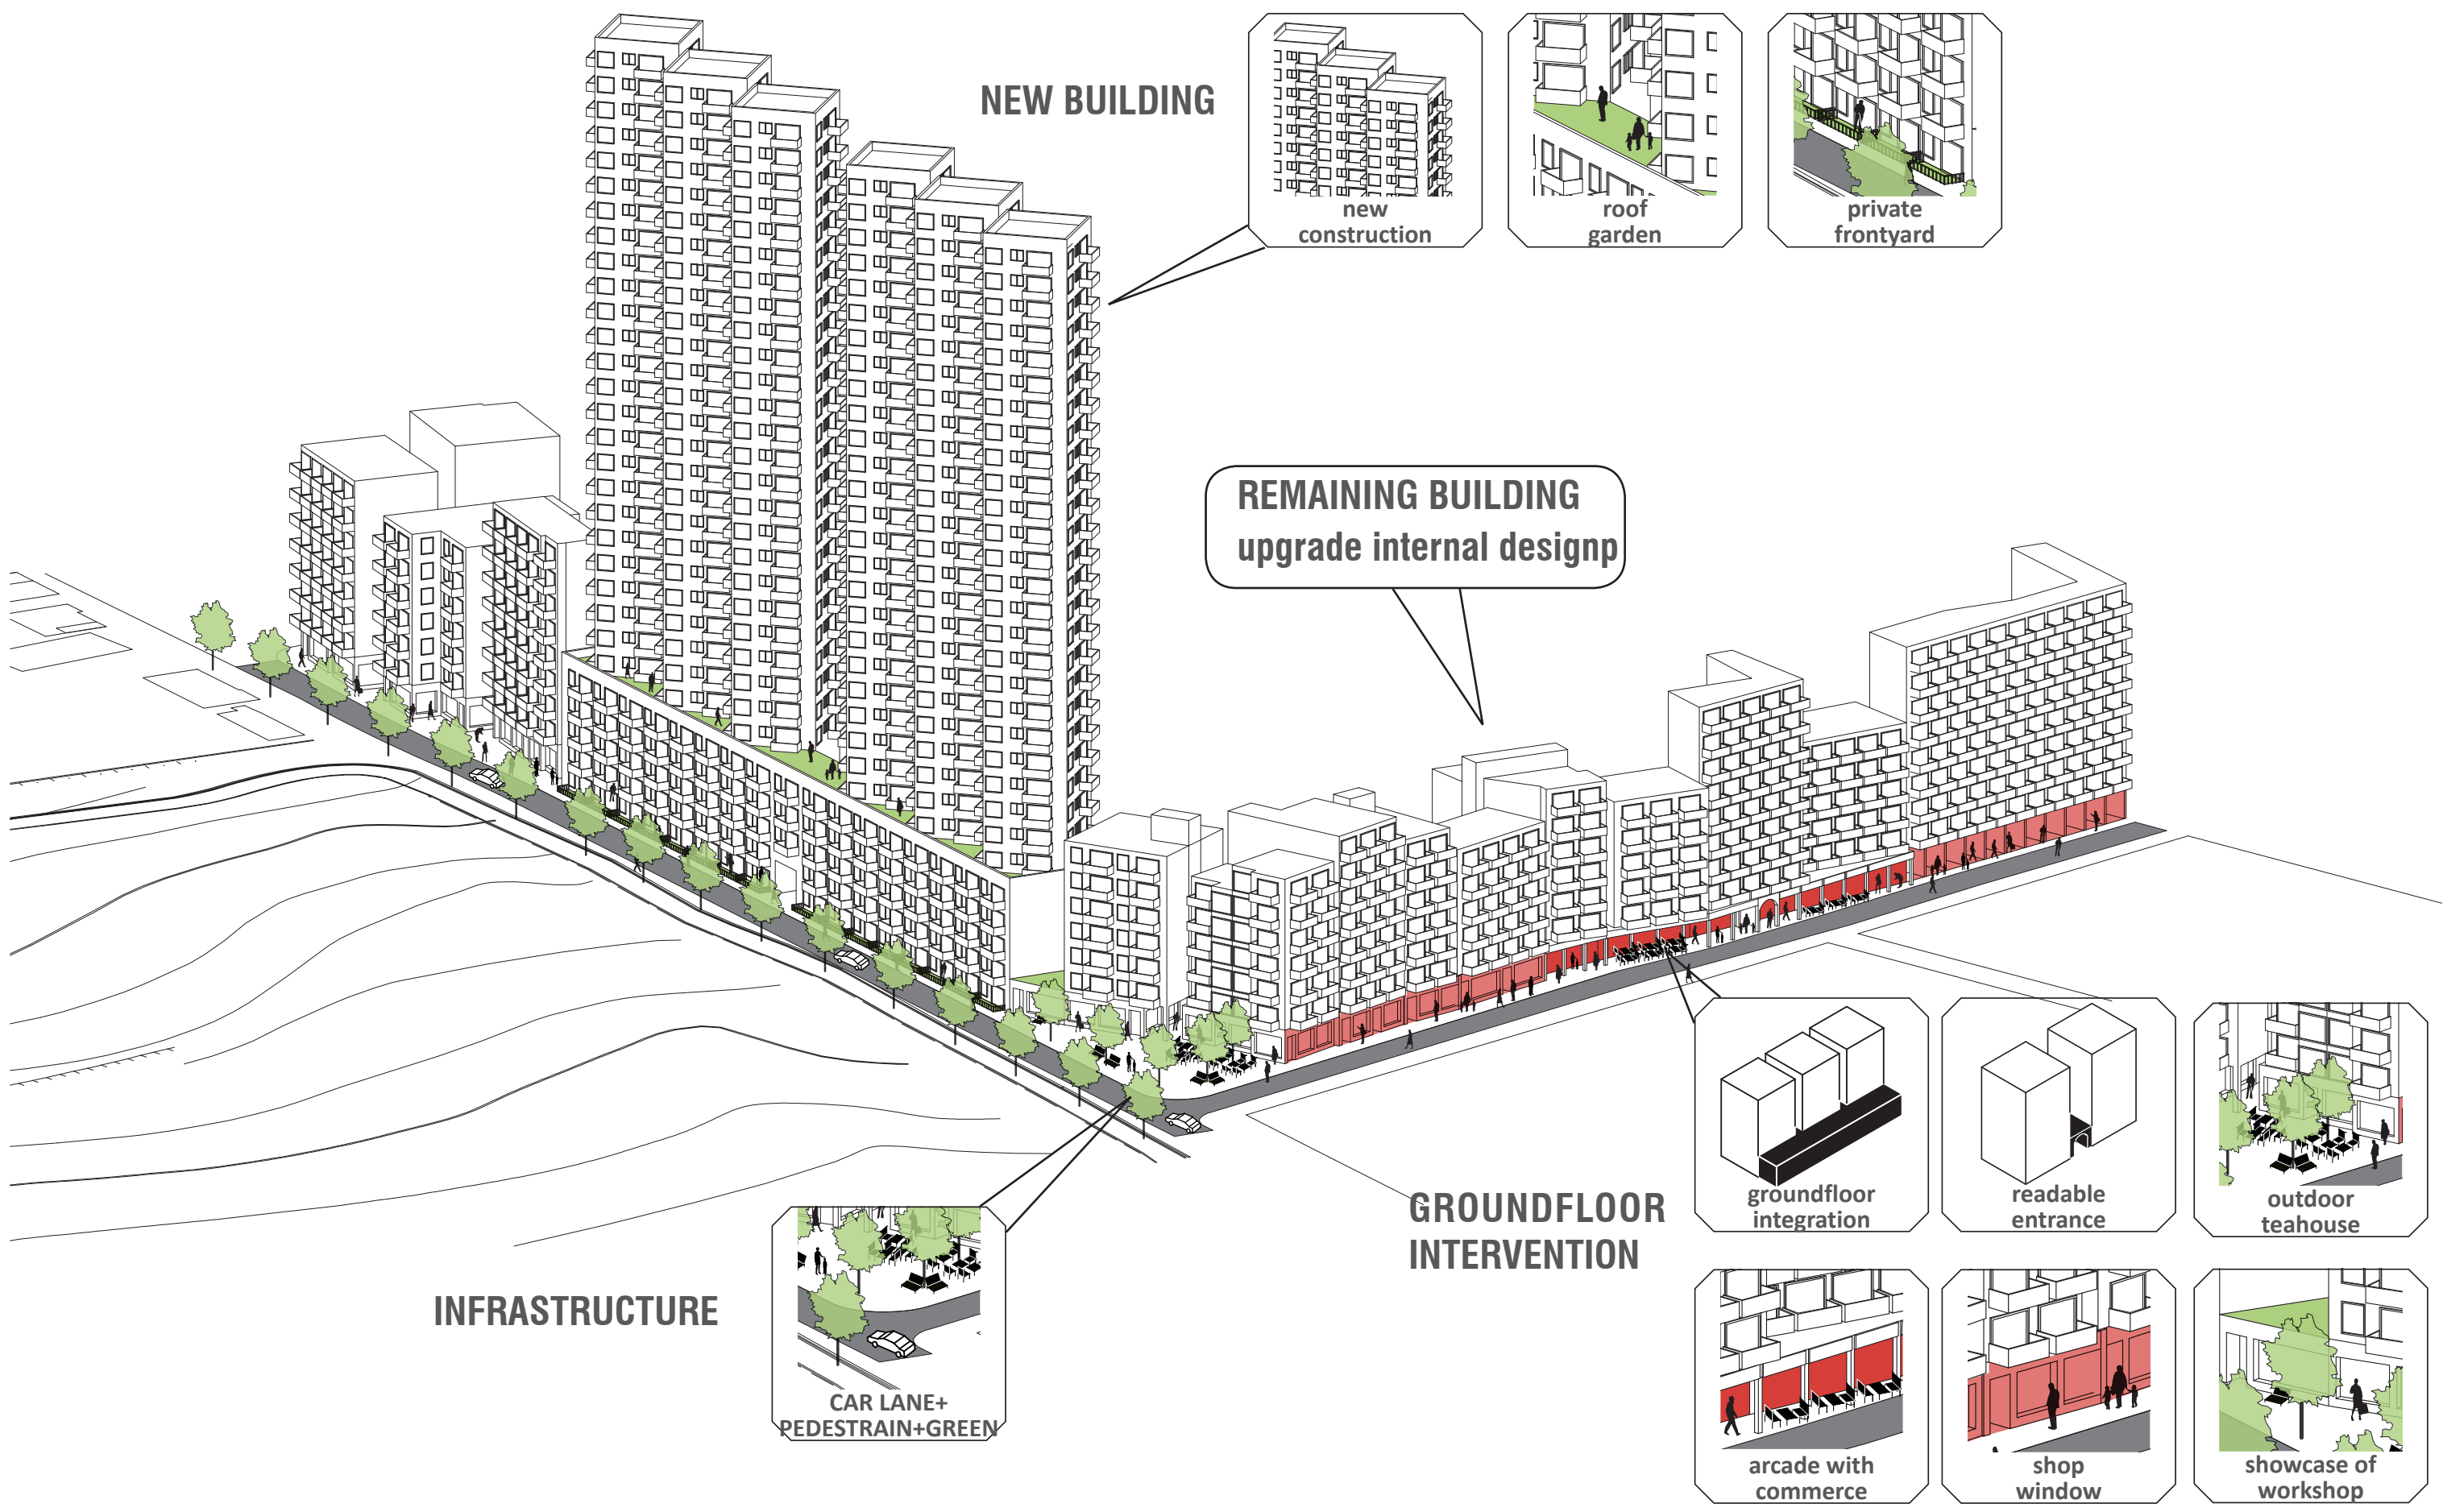 NEW BUILDING
new
construction
roof
garden
private
frontyard
REMAINING BUILDING
upgrade internal designp
GROUNDFLOOR
INTERVENTION
groundfloor
integration
readable
entrance
outdoor
teahouse
INFRASTRUCTURE
CAR LANE+
PEDESTRAIN+GREEN
arcade with
commerce
shop
window
showcase of
workshop